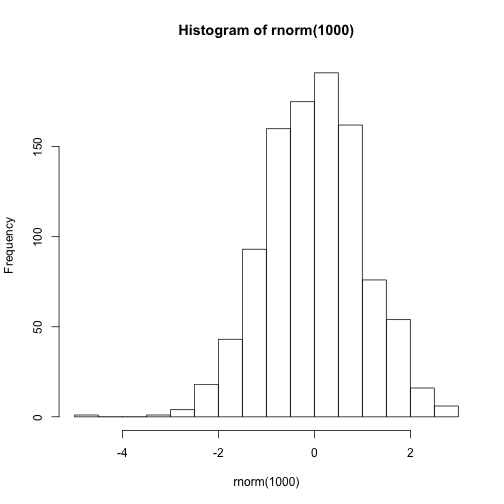 Histogram of rnorm(1000)
Frequency
150
100
50
0
-4 -2 0 2
rnorm(1000)